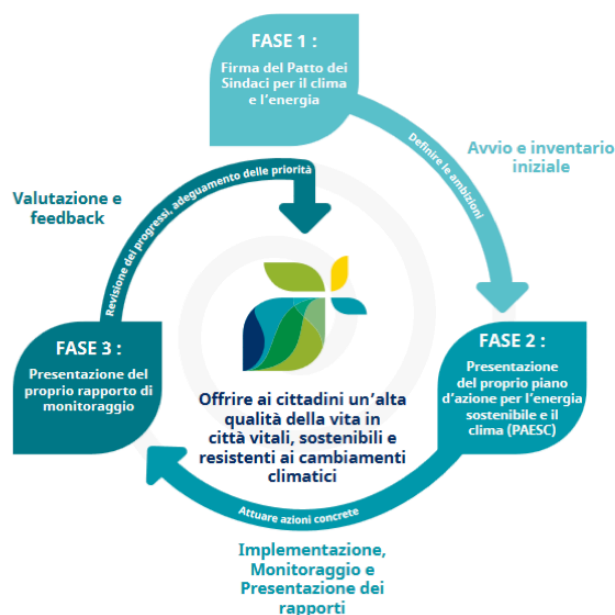 FASE 1 :
Firma del Patto dei
Sindaci per il clima
e l'energia
Definire le ambizioni
Avvio e inventario
iniziale
FASE 2 :
Presentazione
del proprio piano
d'azione per l'energia
sostenibile e il
clima (PAESC)
Attuare azioni concrete
Implementazione,
Monitoraggio e
Presentazione dei
rapporti
FASE 3 :
Presentazione del
proprio rapporto di
monitoraggio
Revisione dei progressi, adeguamento delle priorità
Valutazione e
feedback
Offrire ai cittadini un'alta
qualità della vita in
città vitali, sostenibili e
resistenti ai cambiamenti
climatici